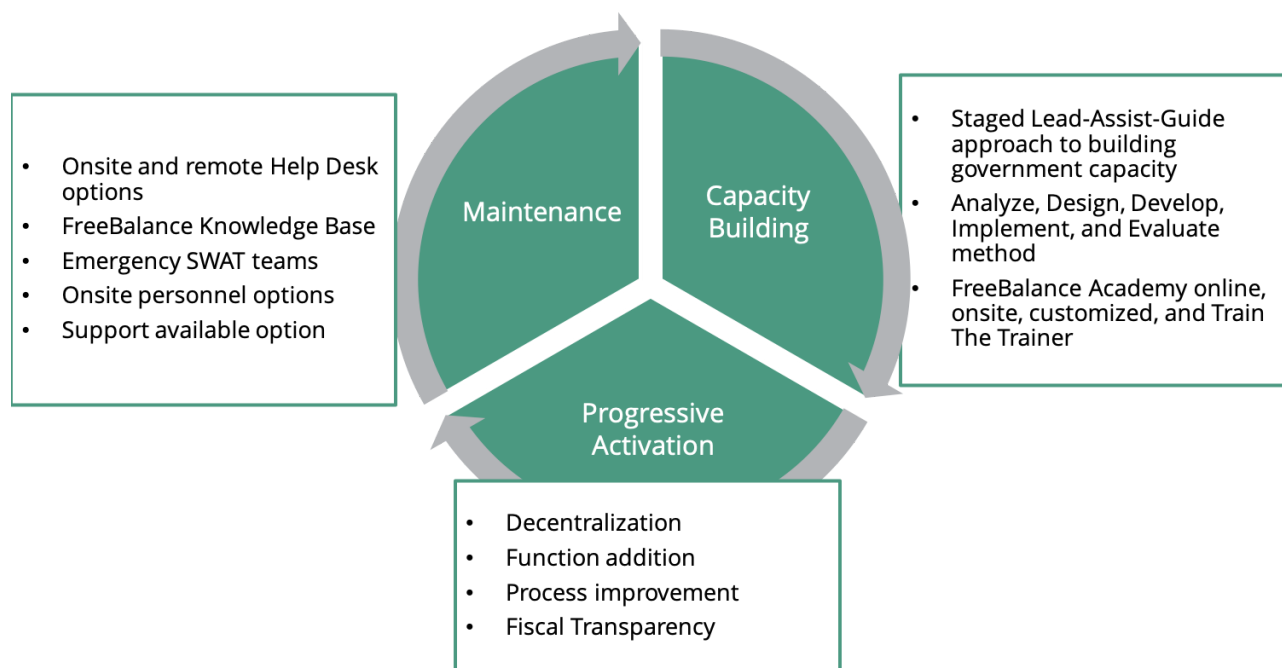 Maintenance
Capacity
Building
Progressive
Activation
• Onsite and remote Help Desk
options
• FreeBalance Knowledge Base
• Emergency SWAT teams
• Onsite personnel options
• Support available option
• Staged Lead-Assist-Guide
approach to building
government capacity
• Analyze, Design, Develop,
Implement, and Evaluate
method
• FreeBalance Academy online,
onsite, customized, and Train
The Trainer
• Decentralization
• Function addition
• Process improvement
• Fiscal Transparency